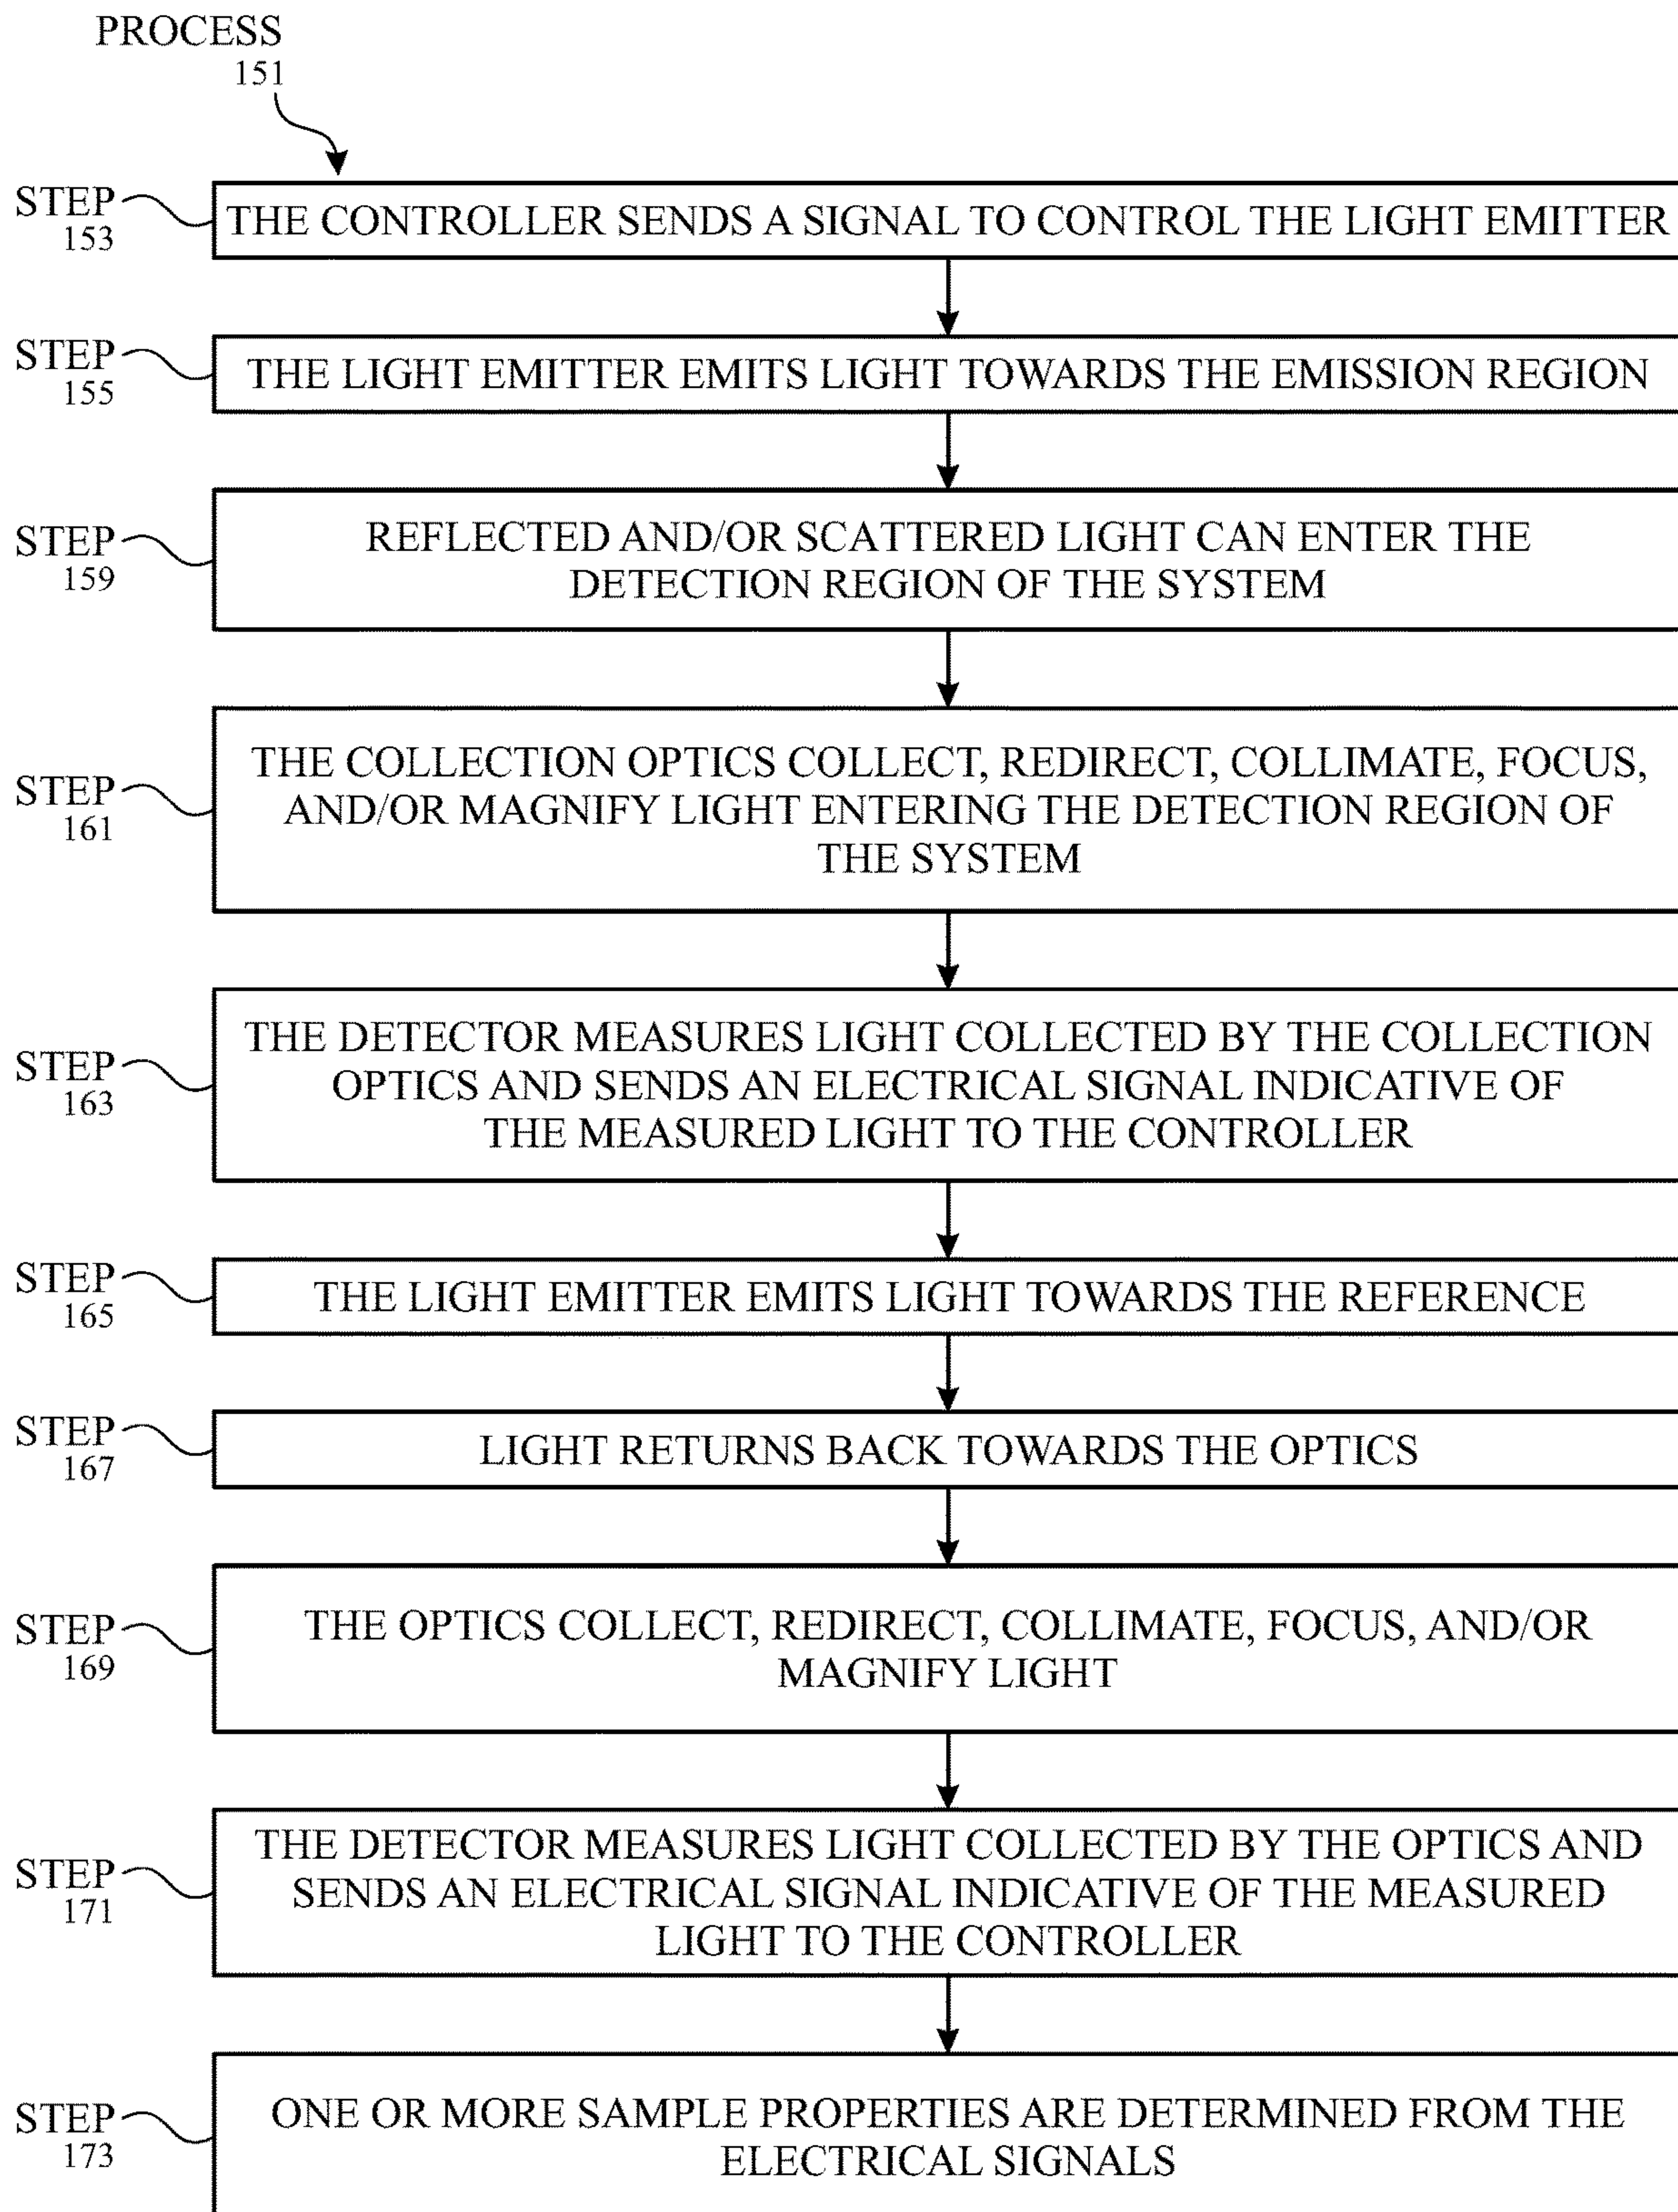 PROCESS
151
STEP
153
THE CONTROLLER SENDS A SIGNAL TO CONTROL THE LIGHT EMITTER
STEP
155
THE LIGHT EMITTER EMITS LIGHT TOWARDS THE EMISSION REGION
STEP
159
REFLECTED AND/OR SCATTERED LIGHT CAN ENTER THE
DETECTION REGION OF THE SYSTEM
STEP
161
THE COLLECTION OPTICS COLLECT, REDIRECT, COLLIMATE, FOCUS,
AND/OR MAGNIFY LIGHT ENTERING THE DETECTION REGION OF
THE SYSTEM
STEP
163
THE DETECTOR MEASURES LIGHT COLLECTED BY THE COLLECTION
OPTICS AND SENDS AN ELECTRICAL SIGNAL INDICATIVE OF
THE MEASURED LIGHT TO THE CONTROLLER
STEP
165
THE LIGHT EMITTER EMITS LIGHT TOWARDS THE REFERENCE
STEP
167
LIGHT RETURNS BACK TOWARDS THE OPTICS
STEP
169
THE OPTICS COLLECT, REDIRECT, COLLIMATE, FOCUS, AND/OR
MAGNIFY LIGHT
STEP
171
THE DETECTOR MEASURES LIGHT COLLECTED BY THE OPTICS AND
SENDS AN ELECTRICAL SIGNAL INDICATIVE OF THE MEASURED
LIGHT TO THE CONTROLLER
STEP
173
ONE OR MORE SAMPLE PROPERTIES ARE DETERMINED FROM THE
ELECTRICAL SIGNALS